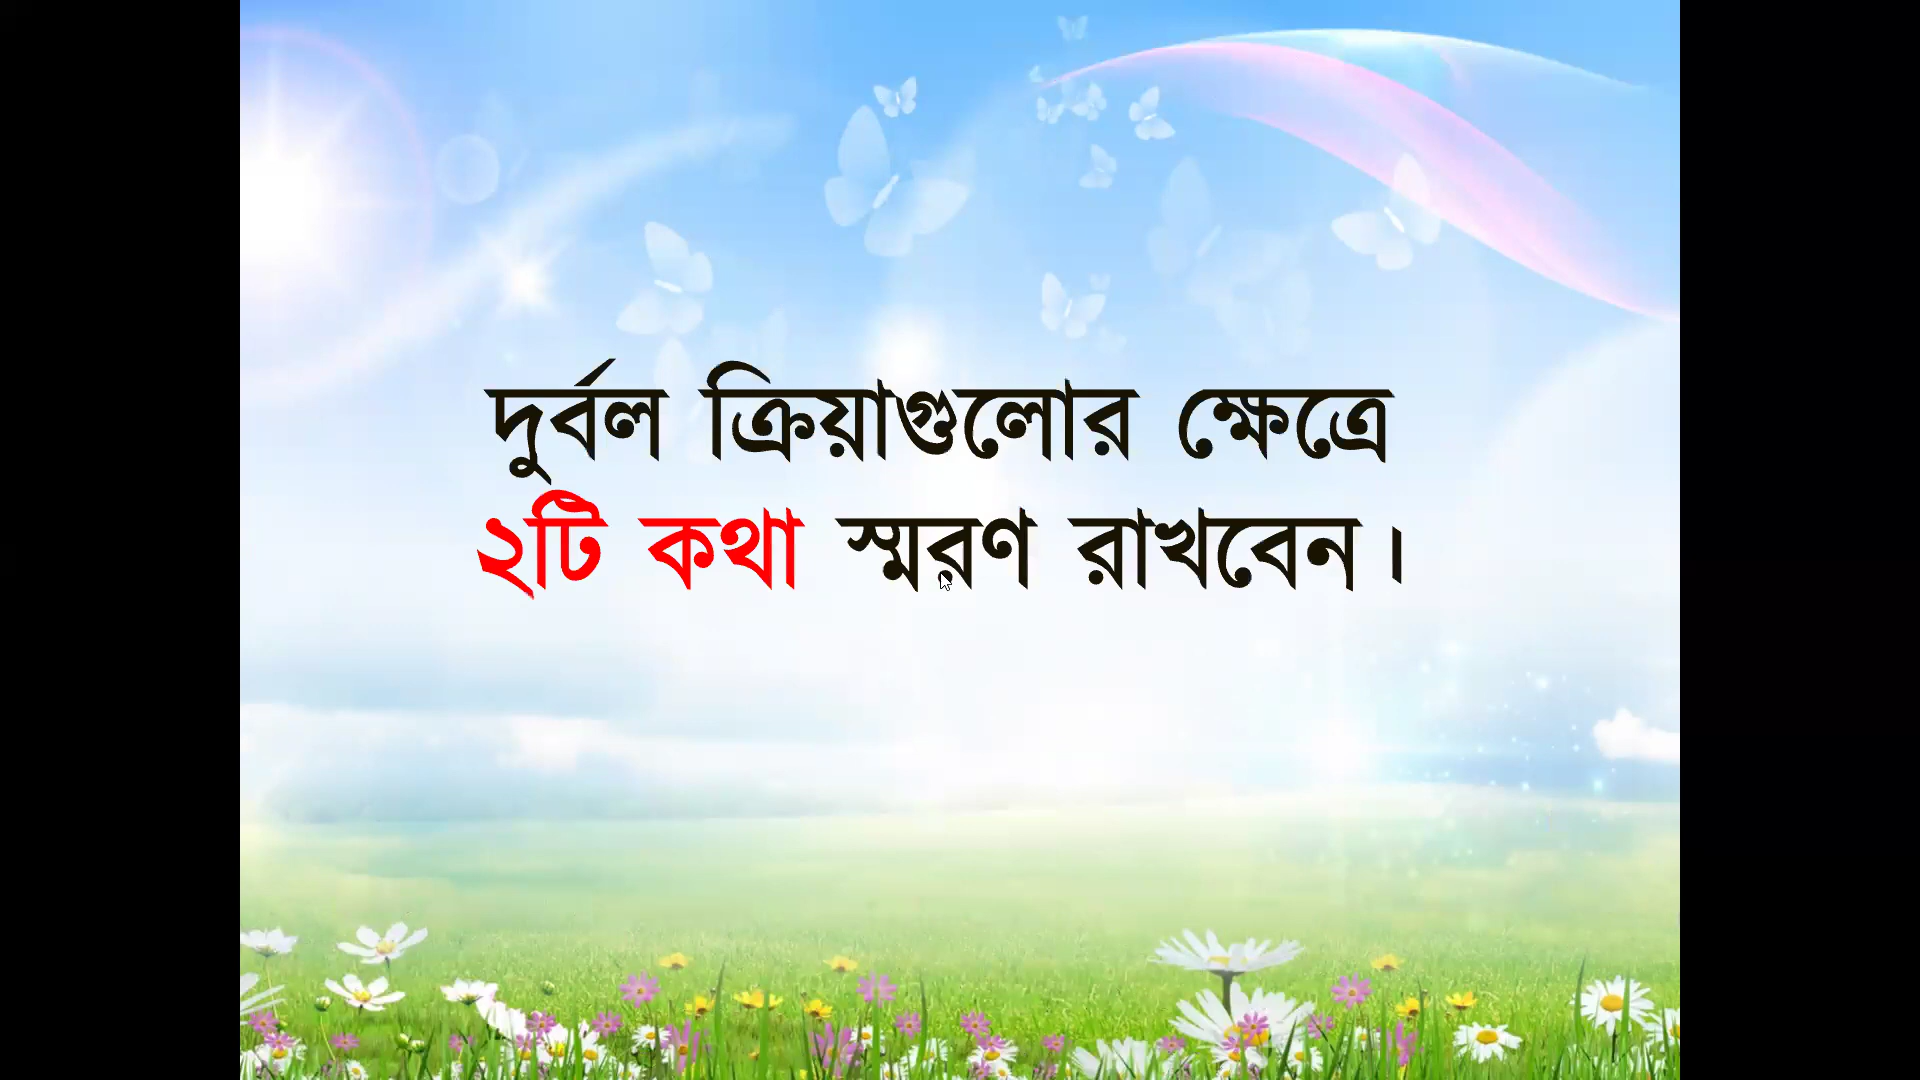 দুর্বল ক্রিয়াগুলোর ক্ষেত্রে
২টি কথা স্মরণ রাখবেন।